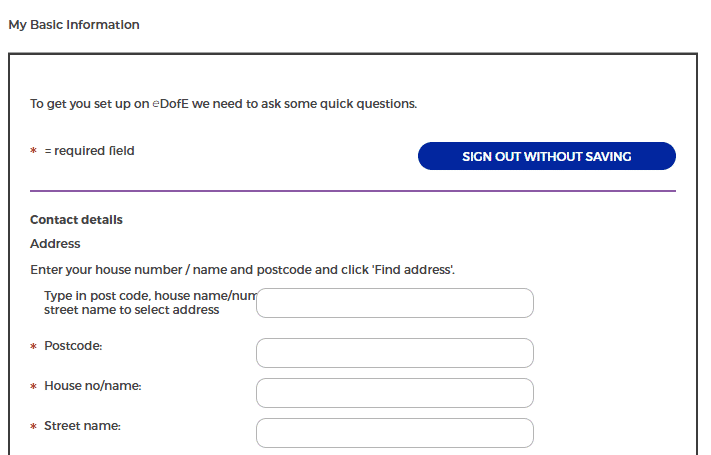 My Basic Information
To get you set up on eDofE we need to ask some quick questions.
* = required field
SIGN OUT WITHOUT SAVING
Contact details
Address
Enter your house number / name and postcode and click 'Find address'.
Type in post code, house name/num
street name to select address
* Postcode:
* House no/name:
* Street name: